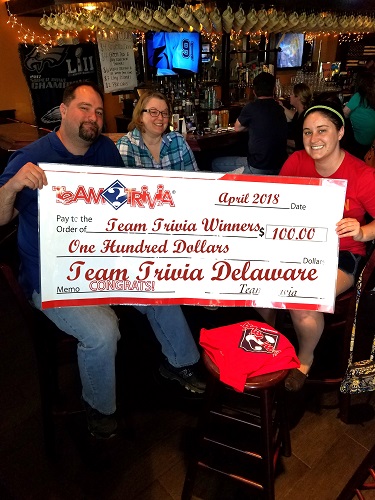 TEAM TRIVIA®
April 2018 Date
Pay to the Order of Team Trivia Winners $ 100.00
One Hundred Dollars Dollars
Team Trivia Delaware
Memo CONGRATS!